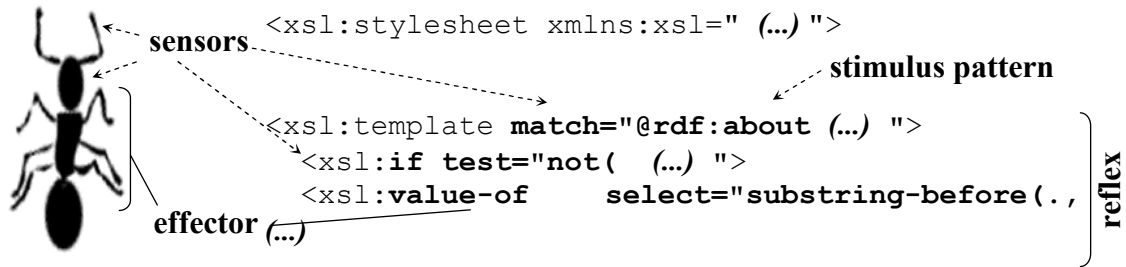 <xsl:stylesheet xmlns:xsl=" (...) ">
sensors
stimulus pattern
<xsl:template match="@rdf:about (...) ">
<xsl:if test="not( (...) ">
<xsl:value-of select="substring-before(.,
effector (...)
reflex